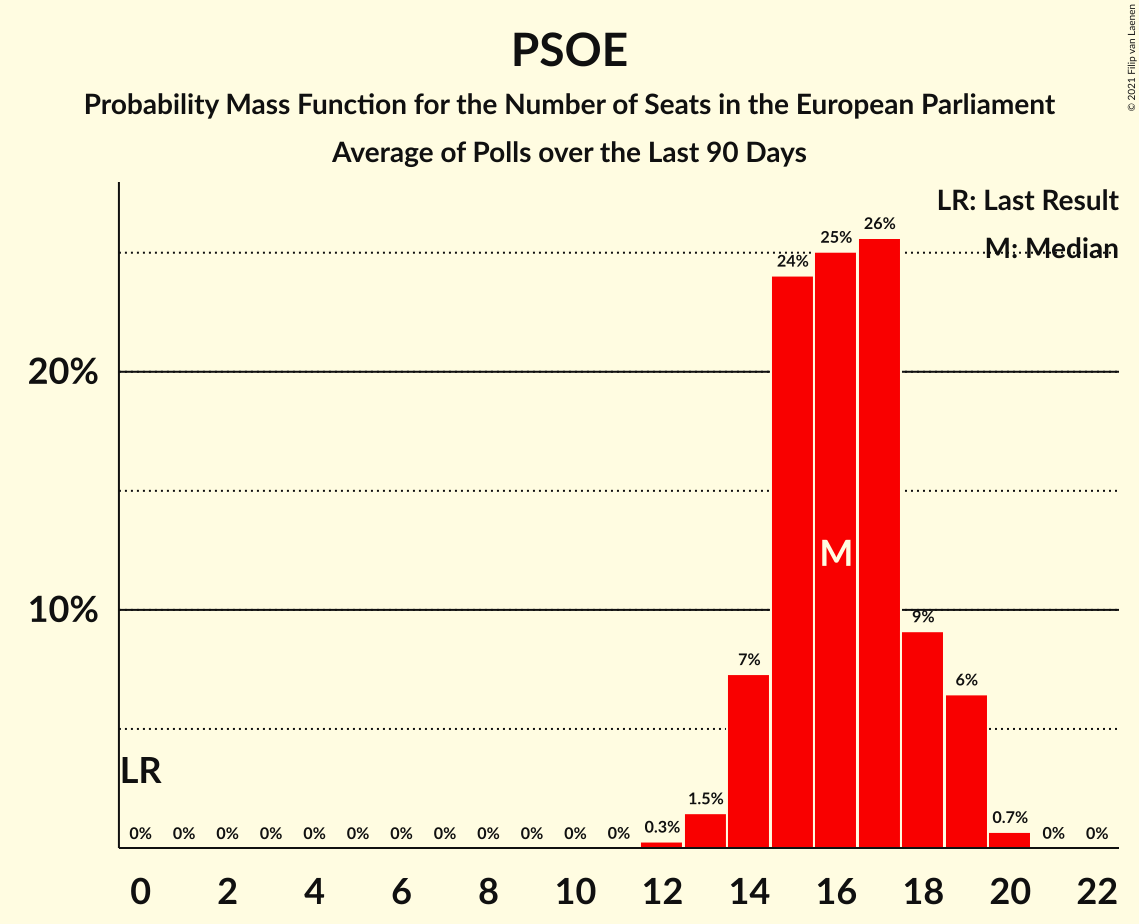 PSOE
Probability Mass Function for the Number of Seats in the European Parliament
Average of Polls over the Last 90 Days
© 2021 Filip van Laenen
LR: Last Result
M: Median
26%
25%
24%
20%
M
10%
9%
7%
6%
LR
1.5%
0.7%
0.3%
0% 0% 0% 0% 0% 0% 0% 0% 0% 0% 0% 0% 0% 0%
0 2 4 6 8 10 12 14 16 18 20 22